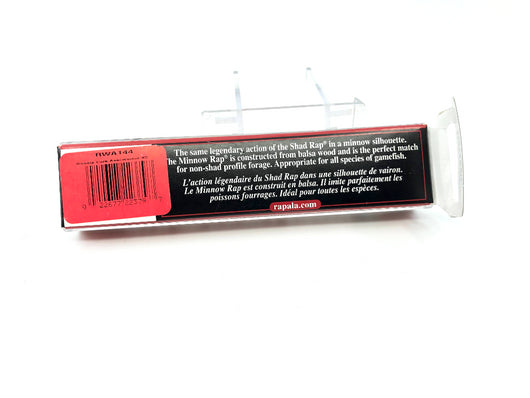 RWA144
The same legendary action of the Shad Rap® in a minnow silhouette.
The Minnow Rap® is constructed from balsa wood and is the perfect match
for non-shad profile forage. Appropriate for all species of gamefish.
L'action légendaire du Shad Rap dans une silhouette de vairon.
Le Minnow Rap est construit en balsa. Il imite parfaitement les
poissons fourrages. Idéal pour toutes les espèces.
rapala.com